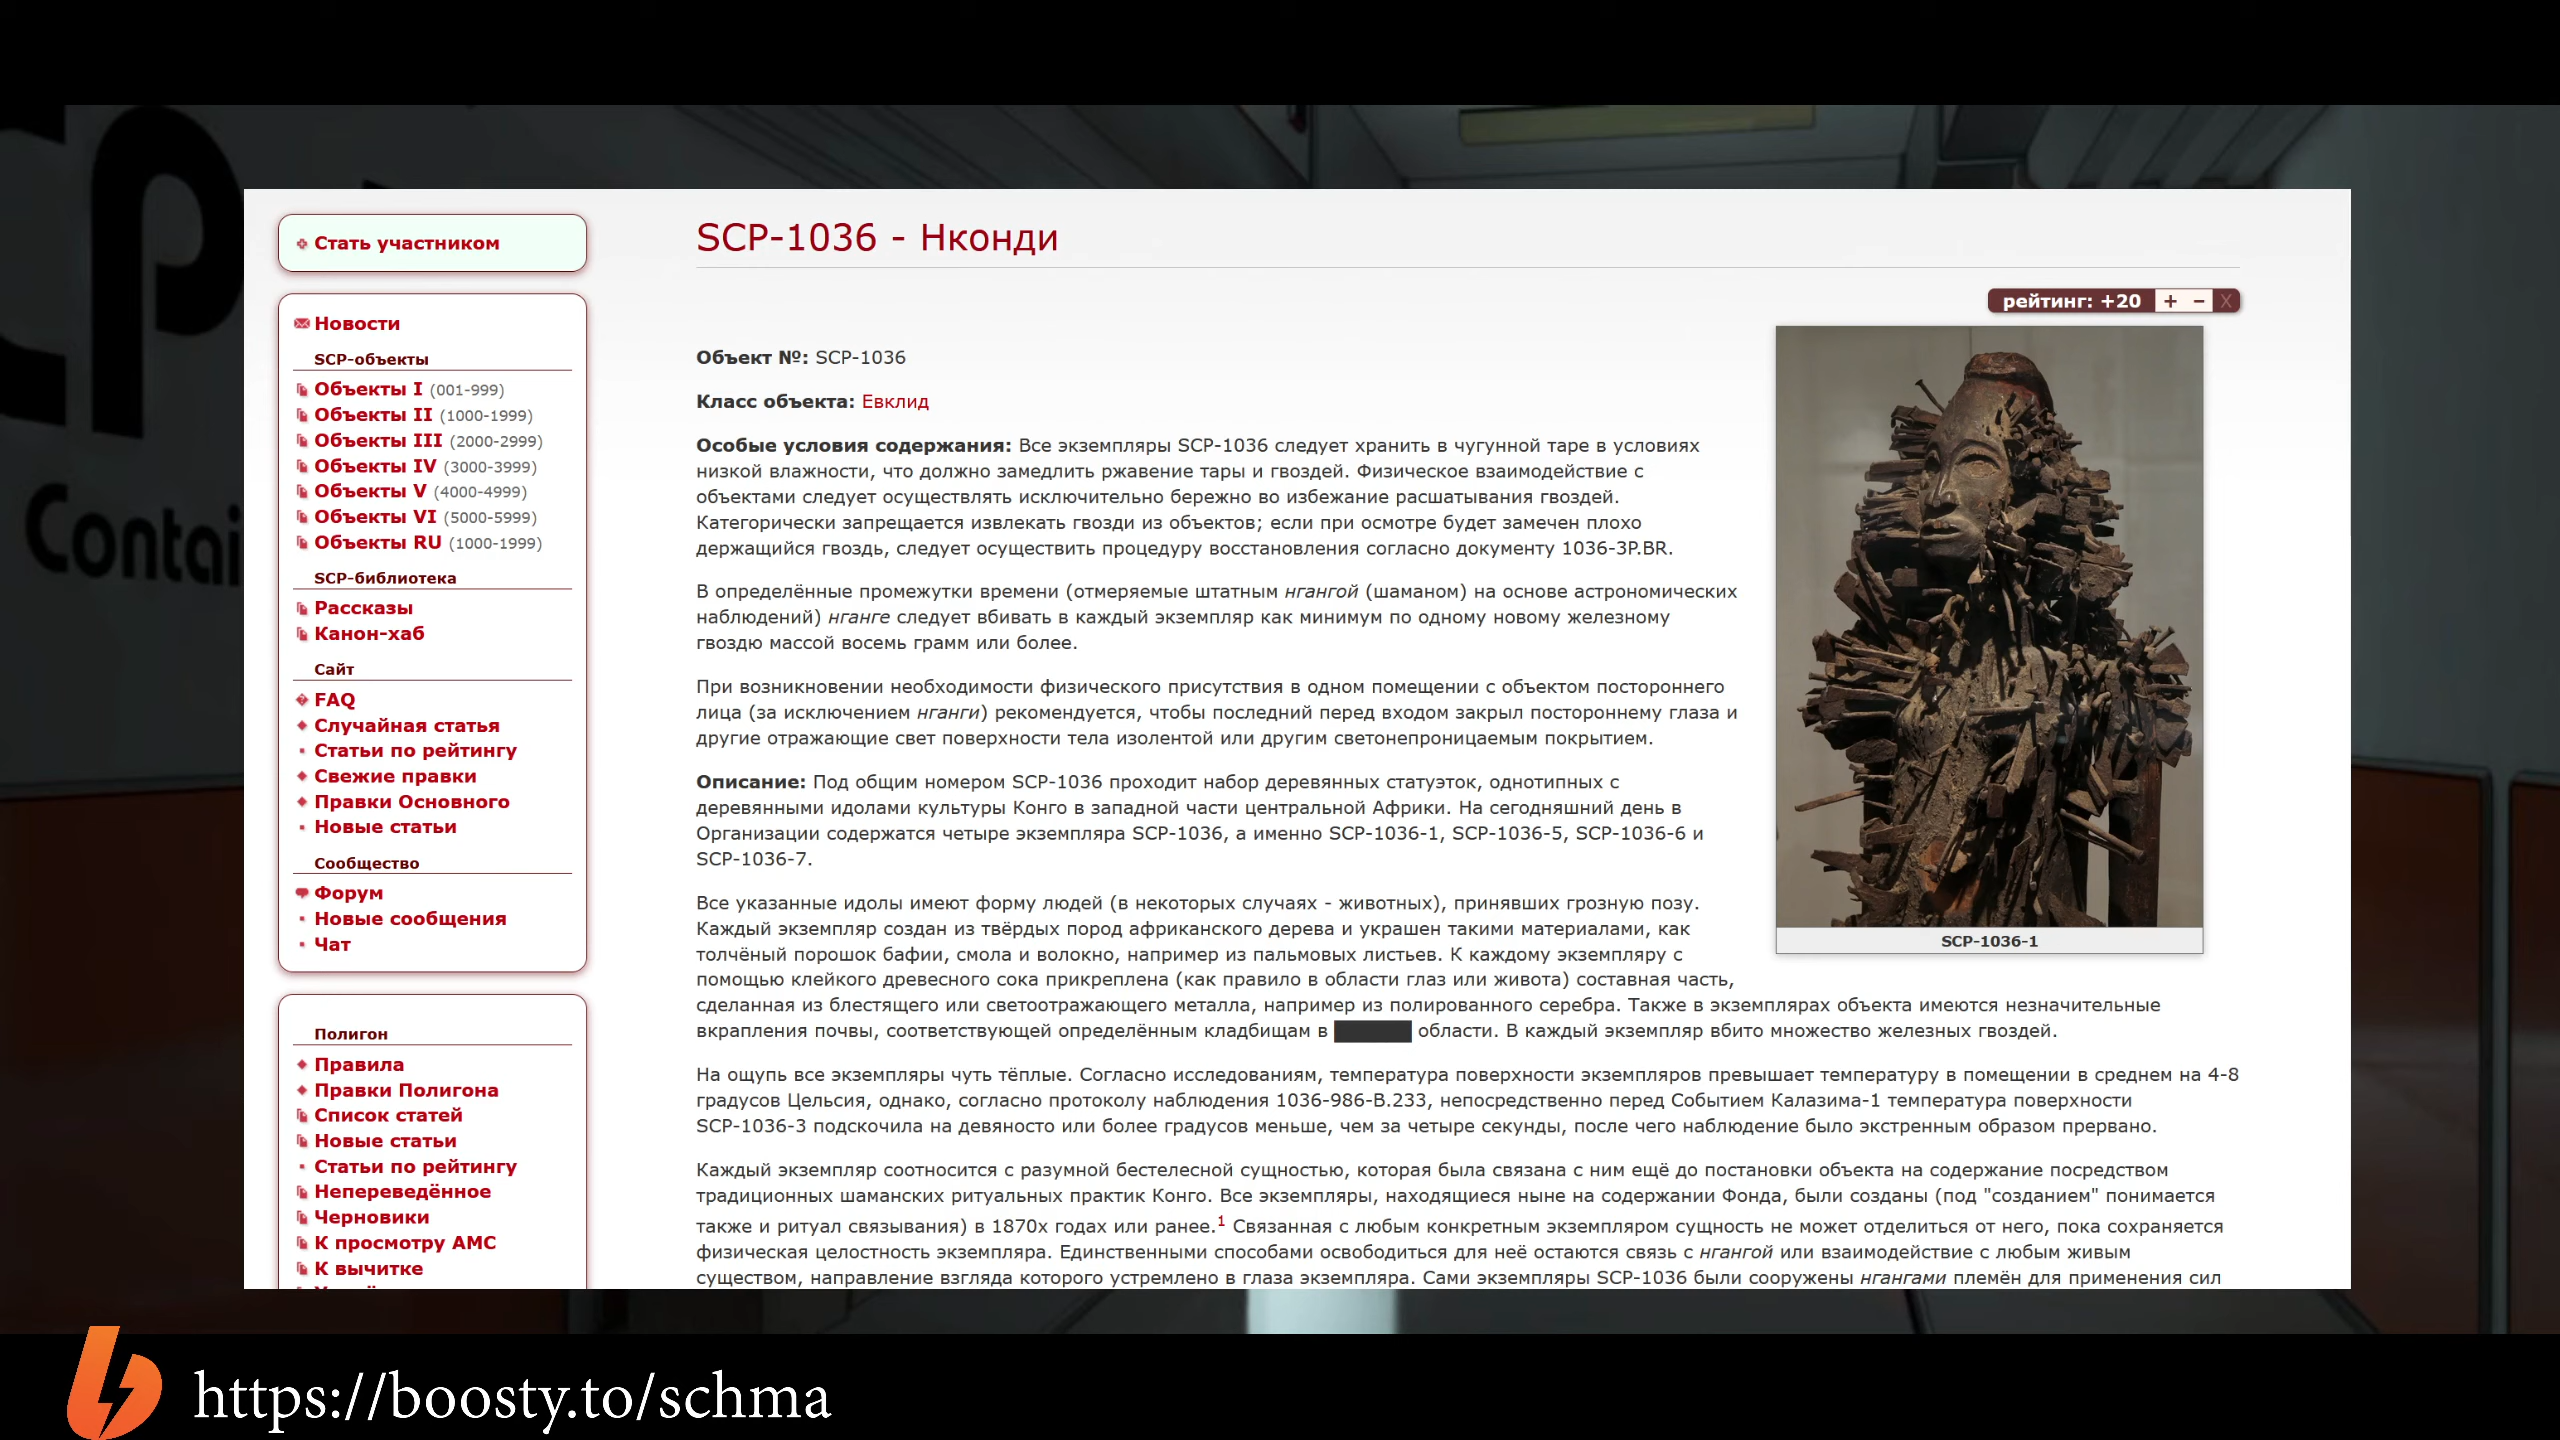 Contai
Стать участником
Новости
SCP-объекты
Объекты I (001-999)
Объекты II (1000-1999)
Объекты III (2000-2999)
Объекты IV (3000-3999)
Объекты V (4000-4999)
Объекты VI (5000-5999)
Объекты RU (1000-1999)
SCP-библиотека
Рассказы
Канон-хаб
Сайт
FAQ
Случайная статья
Статьи по рейтингу
Свежие правки
Правки Основного
Новые статьи
Сообщество
Форум
Новые сообщения
Чат
Полигон
Правила
Правки Полигона
Список статей
Новые статьи
Статьи по рейтингу
Непереведённое
Черновики
К просмотру АМС
К вычитке
SCP-1036 - Нконди
рейтинг: +20 + − X
Объект №: SCP-1036
Класс объекта: Евклид
Особые условия содержания: Все экземпляры SCP-1036 следует хранить в чугунной таре в условиях
низкой влажности, что должно замедлить ржавение тары и гвоздей. Физическое взаимодействие с
объектами следует осуществлять исключительно бережно во избежание расшатывания гвоздей.
Категорически запрещается извлекать гвозди из объектов; если при осмотре будет замечен плохо
держащийся гвоздь, следует осуществить процедуру восстановления согласно документу 1036-3P.BR.
В определённые промежутки времени (отмеряемые штатным нгангой (шаманом) на основе астрономических
наблюдений) нганге следует вбивать в каждый экземпляр как минимум по одному новому железному
гвоздю массой восемь грамм или более.
При возникновении необходимости физического присутствия в одном помещении с объектом постороннего
лица (за исключением нганги) рекомендуется, чтобы последний перед входом закрыл постороннему глаза и
другие отражающие свет поверхности тела изолентой или другим светонепроницаемым покрытием.
Описание: Под общим номером SCP-1036 проходит набор деревянных статуэток, однотипных с
деревянными идолами культуры Конго в западной части центральной Африки. На сегодняшний день в
Организации содержатся четыре экземпляра SCP-1036, а именно SCP-1036-1, SCP-1036-5, SCP-1036-6 и
SCP-1036-7.
Все указанные идолы имеют форму людей (в некоторых случаях - животных), принявших грозную позу.
Каждый экземпляр создан из твёрдых пород африканского дерева и украшен такими материалами, как
толчёный порошок бафии, смола и волокно, например из пальмовых листьев. К каждому экземпляру с
помощью клейкого древесного сока прикреплена (как правило в области глаз или живота) составная часть,
сделанная из блестящего или светоотражающего металла, например из полированного серебра. Также в экземплярах объекта имеются незначительные
вкрапления почвы, соответствующей определённым кладбищам в ██████ области. В каждый экземпляр вбито множество железных гвоздей.
SCP-1036-1
На ощупь все экземпляры чуть тёплые. Согласно исследованиям, температура поверхности экземпляров превышает температуру в помещении в среднем на 4-8
градусов Цельсия, однако, согласно протоколу наблюдения 1036-986-B.233, непосредственно перед Событием Калазима-1 температура поверхности
SCP-1036-3 подскочила на девяносто или более градусов меньше, чем за четыре секунды, после чего наблюдение было экстренным образом прервано.
Каждый экземпляр соотносится с разумной бестелесной сущностью, которая была связана с ним ещё до постановки объекта на содержание посредством
традиционных шаманских ритуальных практик Конго. Все экземпляры, находящиеся ныне на содержании Фонда, были созданы (под "созданием" понимается
также и ритуал связывания) в 1870х годах или ранее.1 Связанная с любым конкретным экземпляром сущность не может отделиться от него, пока сохраняется
физическая целостность экземпляра. Единственными способами освободиться для неё остаются связь с нгангой или взаимодействие с любым живым
существом, направление взгляда которого устремлено в глаза экземпляра. Сами экземпляры SCP-1036 были сооружены нгангами племён для применения сил
https://boosty.to/schma